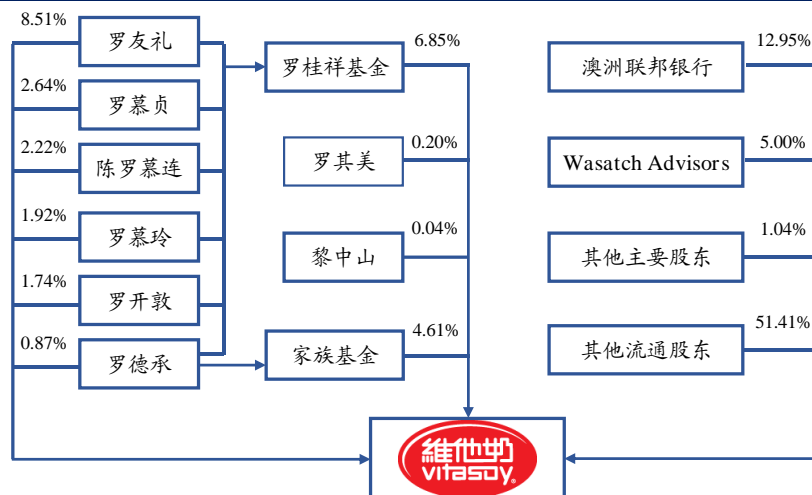 8.51%
罗友礼
2.64%
罗慕贞
2.22%
陈罗慕连
1.92%
罗慕玲
1.74%
罗开敦
0.87%
罗德承
罗桂祥基金
6.85%
罗其美
0.20%
黎中山
0.04%
家族基金
4.61%
澳洲联邦银行
12.95%
Wasatch Advisors
5.00%
其他主要股东
1.04%
其他流通股东
51.41%
維他奶
vitasoy